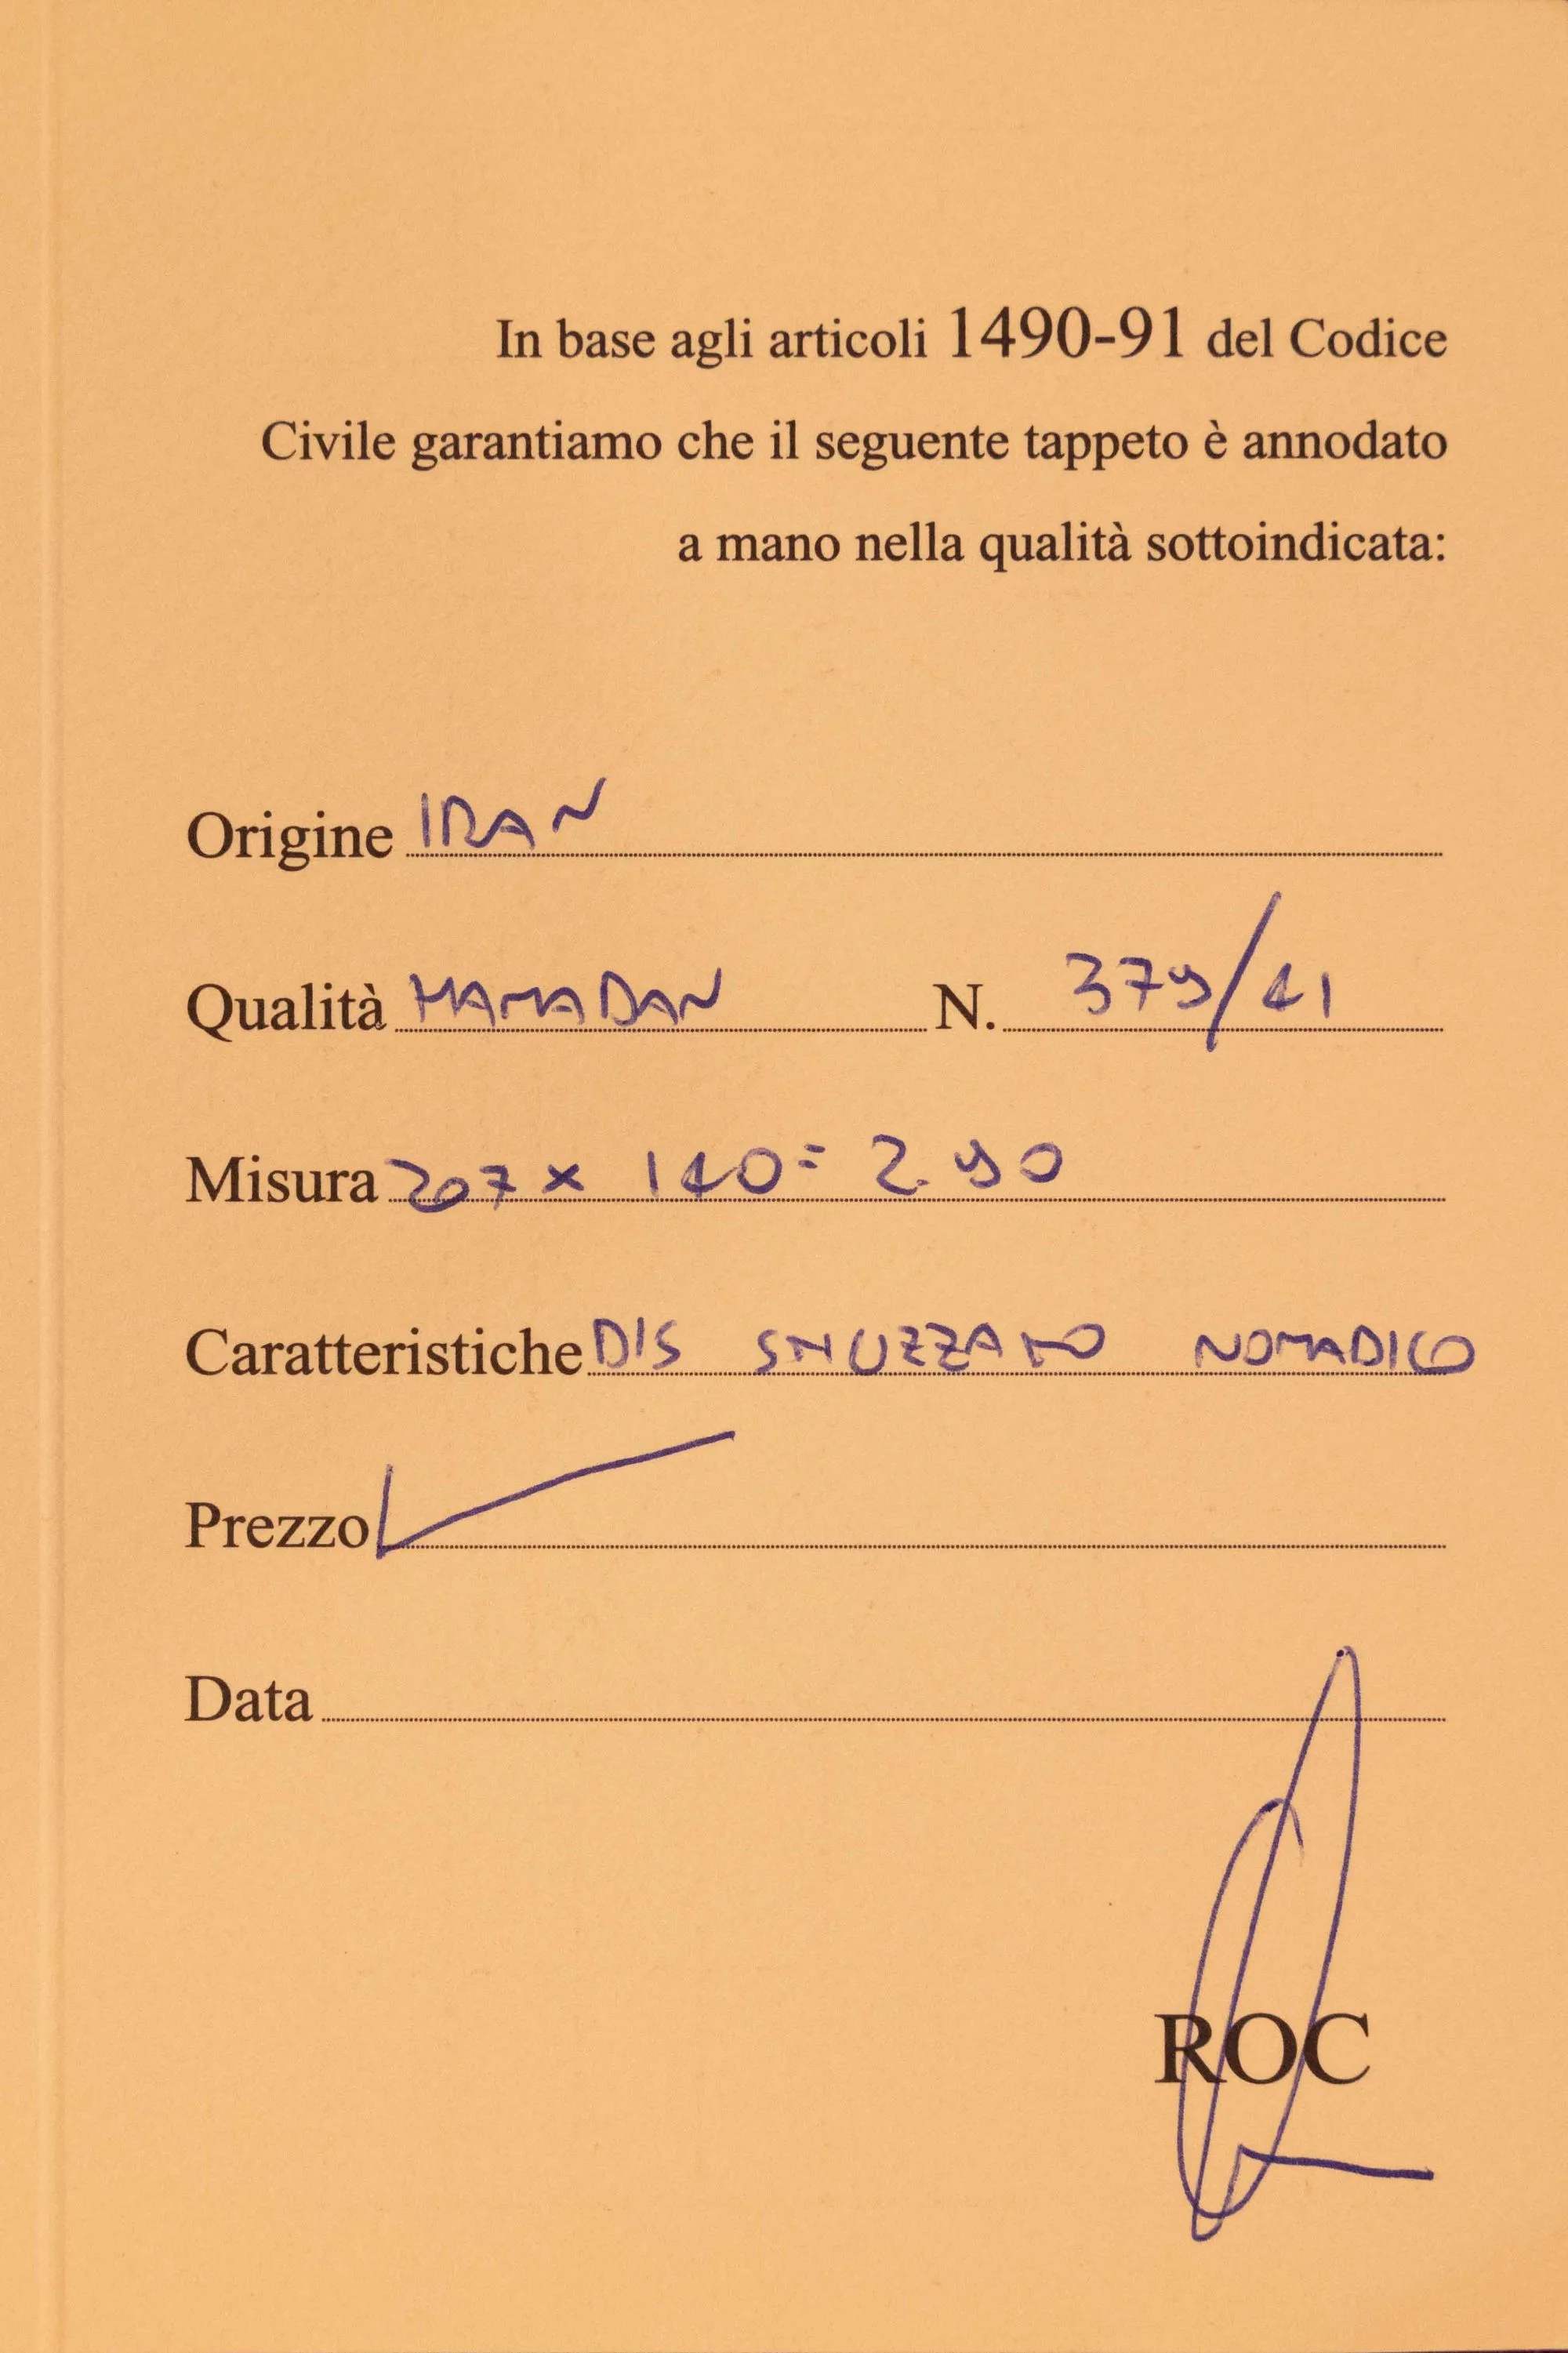 In base agli articoli 1490-91 del Codice
Civile garantiamo che il seguente tappeto è annodato
a mano nella qualità sottoindicata:
Origine IRAN
Qualità HAMADAN N. 379/41
Misura 207 x 140 = 2.90
Caratteristiche DIS NOMADICO
Prezzo
Data
ROC